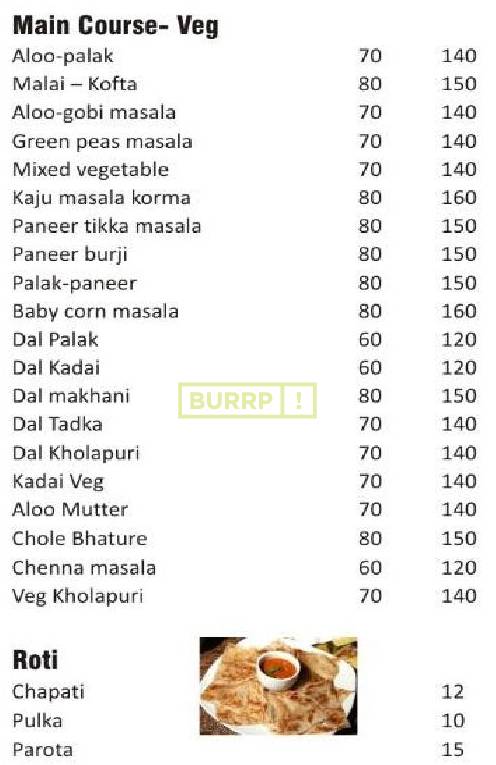 Main Course- Veg
Aloo-palak 70 140
Malai – Kofta 80 150
Aloo-gobi masala 70 140
Green peas masala 70 140
Mixed vegetable 70 140
Kaju masala korma 80 160
Paneer tikka masala 80 150
Paneer burji 80 150
Palak-paneer 80 150
Baby corn masala 80 160
Dal Palak 60 120
Dal Kadai 60 120
Dal makhani 80 150
BURRP !
Dal Tadka 70 140
Dal Kholapuri 70 140
Kadai Veg 70 140
Aloo Mutter 70 140
Chole Bhature 80 150
Chenna masala 60 120
Veg Kholapuri 70 140
Roti
Chapati 12
Pulka 10
Parota 15